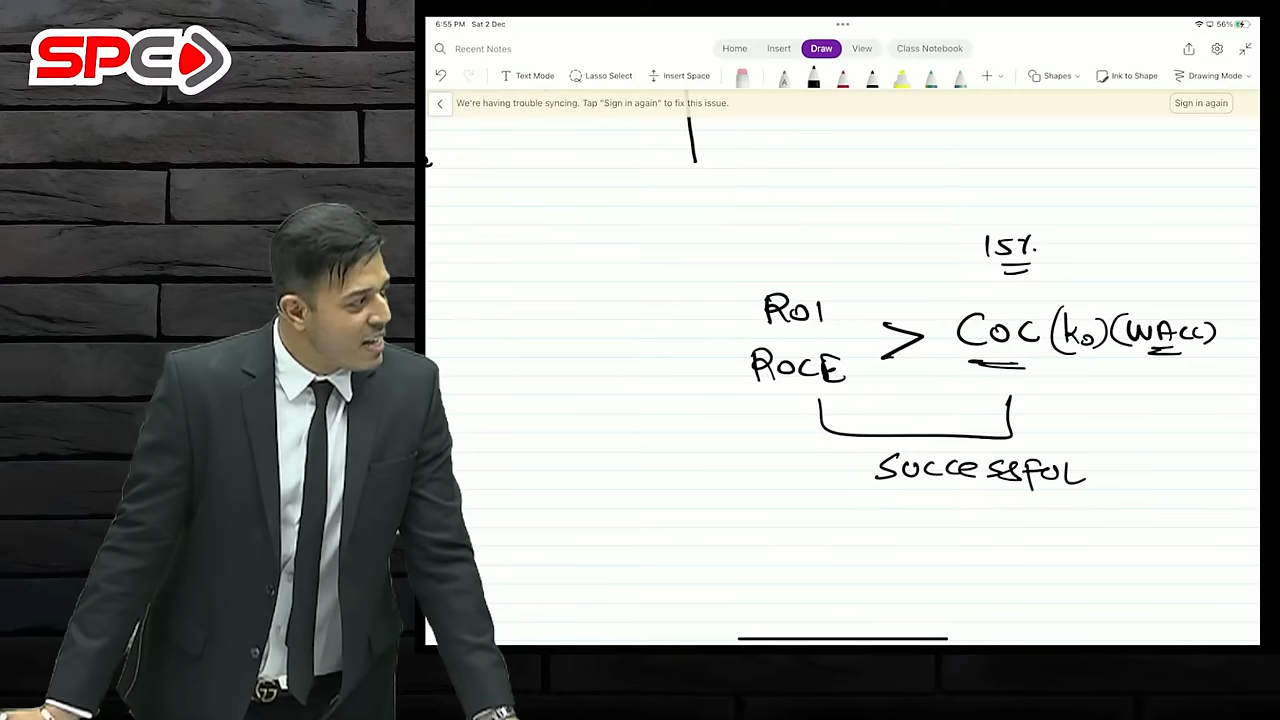 SPC
6:55 PM Sat 2 Dec
56%
Recent Notes
Home Insert Draw View Class Notebook
Text Mode Lasso Select Insert Space Shapes Ink to Shape Drawing Mode
We're having trouble syncing. Tap "Sign in again" to fix this issue.
Sign in again
15%
ROI
ROCE > COC (ko) (WACC)
SUCCESSFUL